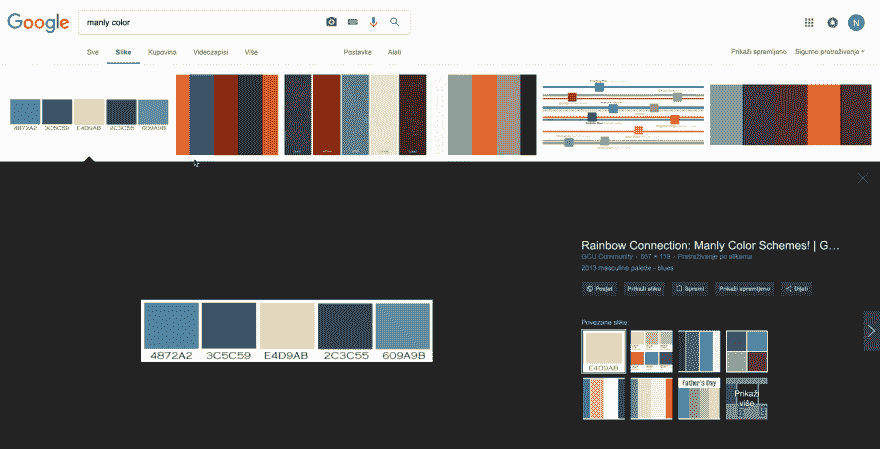 Google
manly color
N
Sve Slike Kupovina Videozapisi Više Postavke Alati Prikaži spremljeno Sigurno pretraživanje
4872A2 3C5C59 E4D9AB 2C3C55 609A9B
Rainbow Connection: Manly Color Schemes! | G…
GCU Community - 557 × 119 - Pretraživanje po slikama
2013 masculine palette - blues
Posjet Prikaži sliku Spremi Prikaži spremljeno Dijeli
4872A2 3C5C59 E4D9AB 2C3C55 609A9B
Povezane slike:
E4D9AB
Father's Day
Prikaži
više